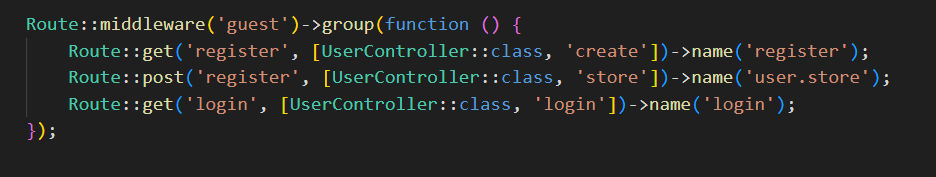 Route::middleware('guest')->group(function () {
    Route::get('register', [UserController::class, 'create'])->name('register');
    Route::post('register', [UserController::class, 'store'])->name('user.store');
    Route::get('login', [UserController::class, 'login'])->name('login');
});